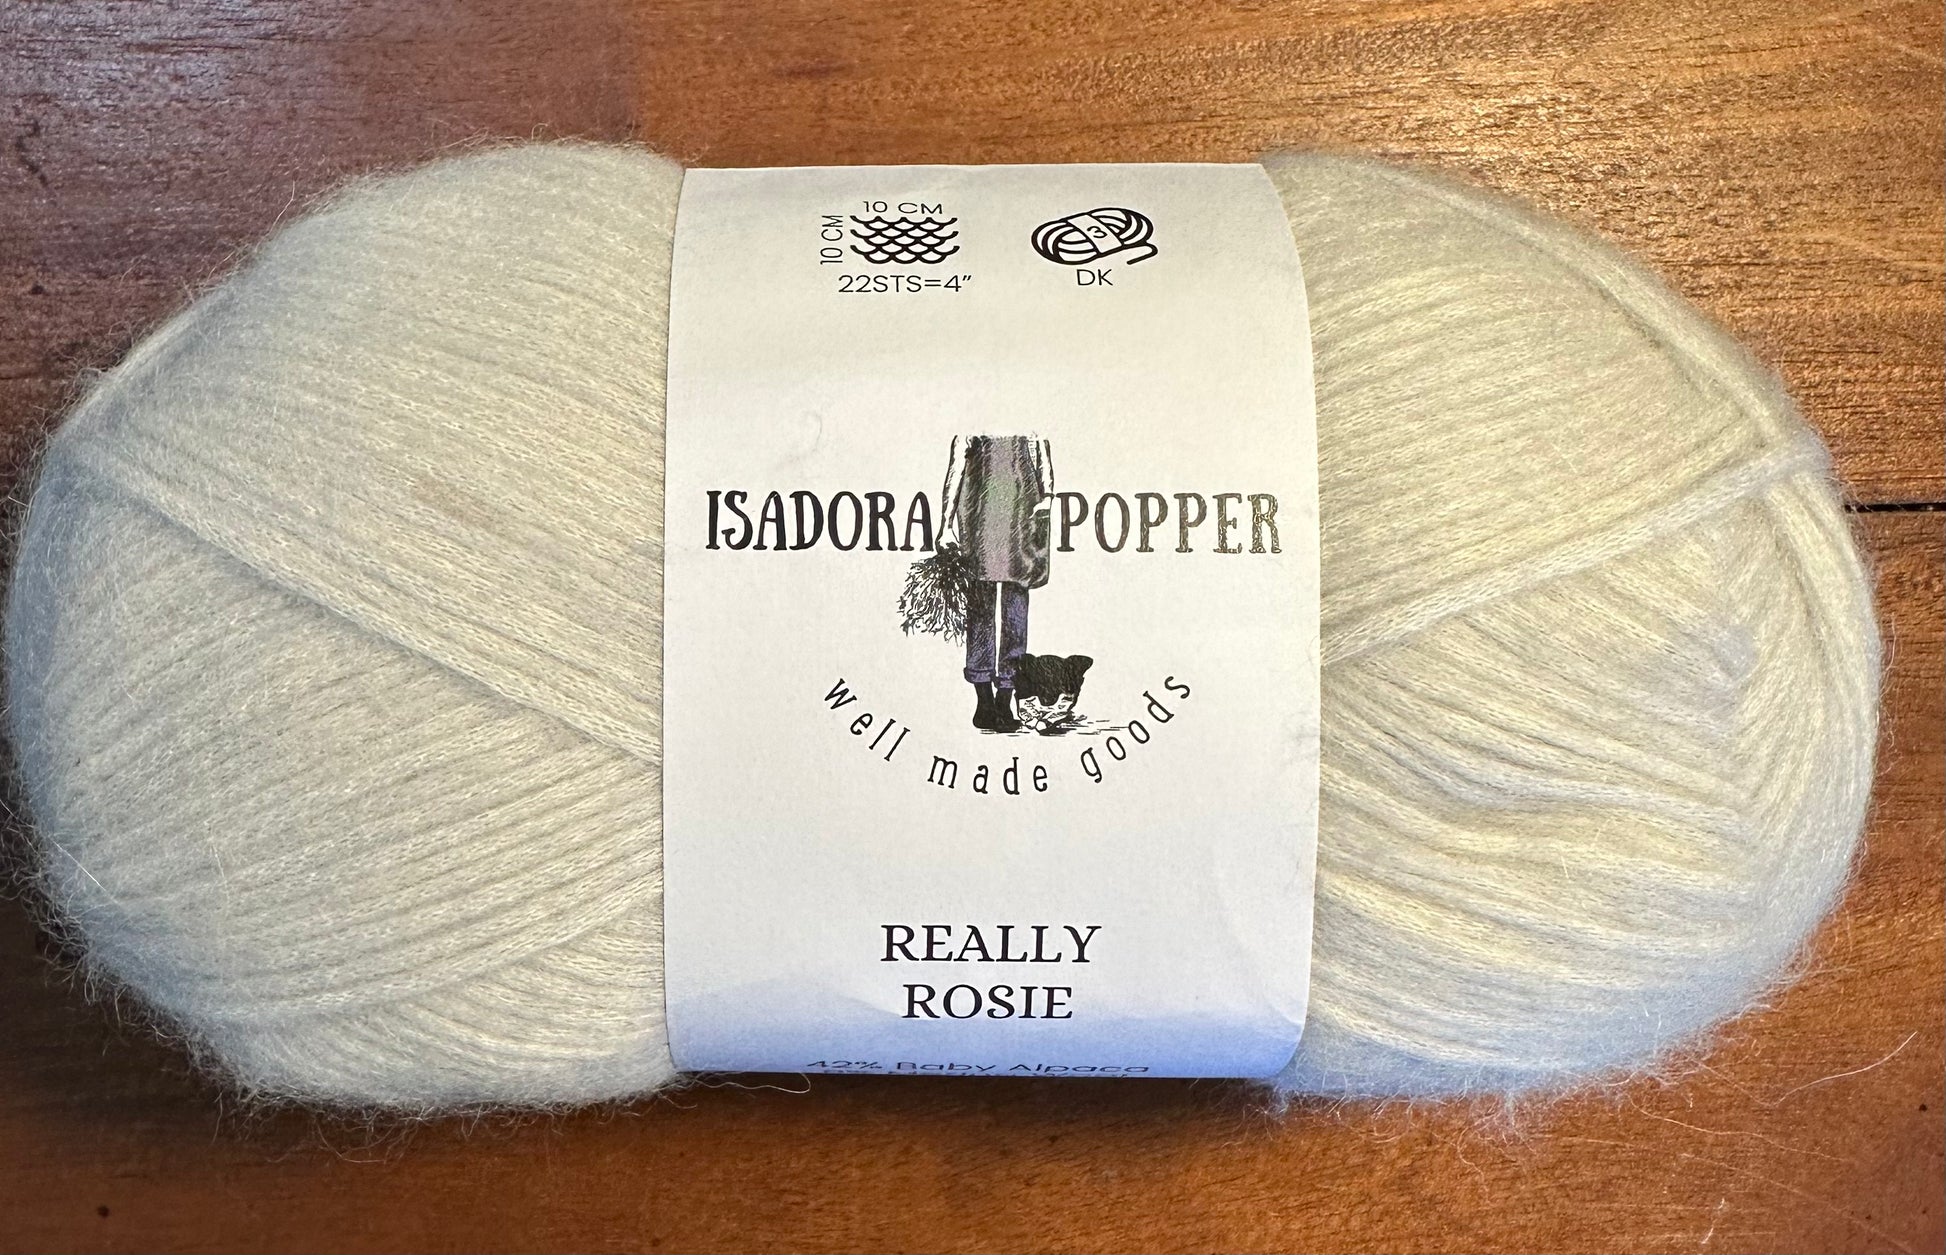 10 CM
10 CM
22STS=4"
3
DK
ISADORA POPPER
well made goods
REALLY
ROSIE
42% Baby Alpaca